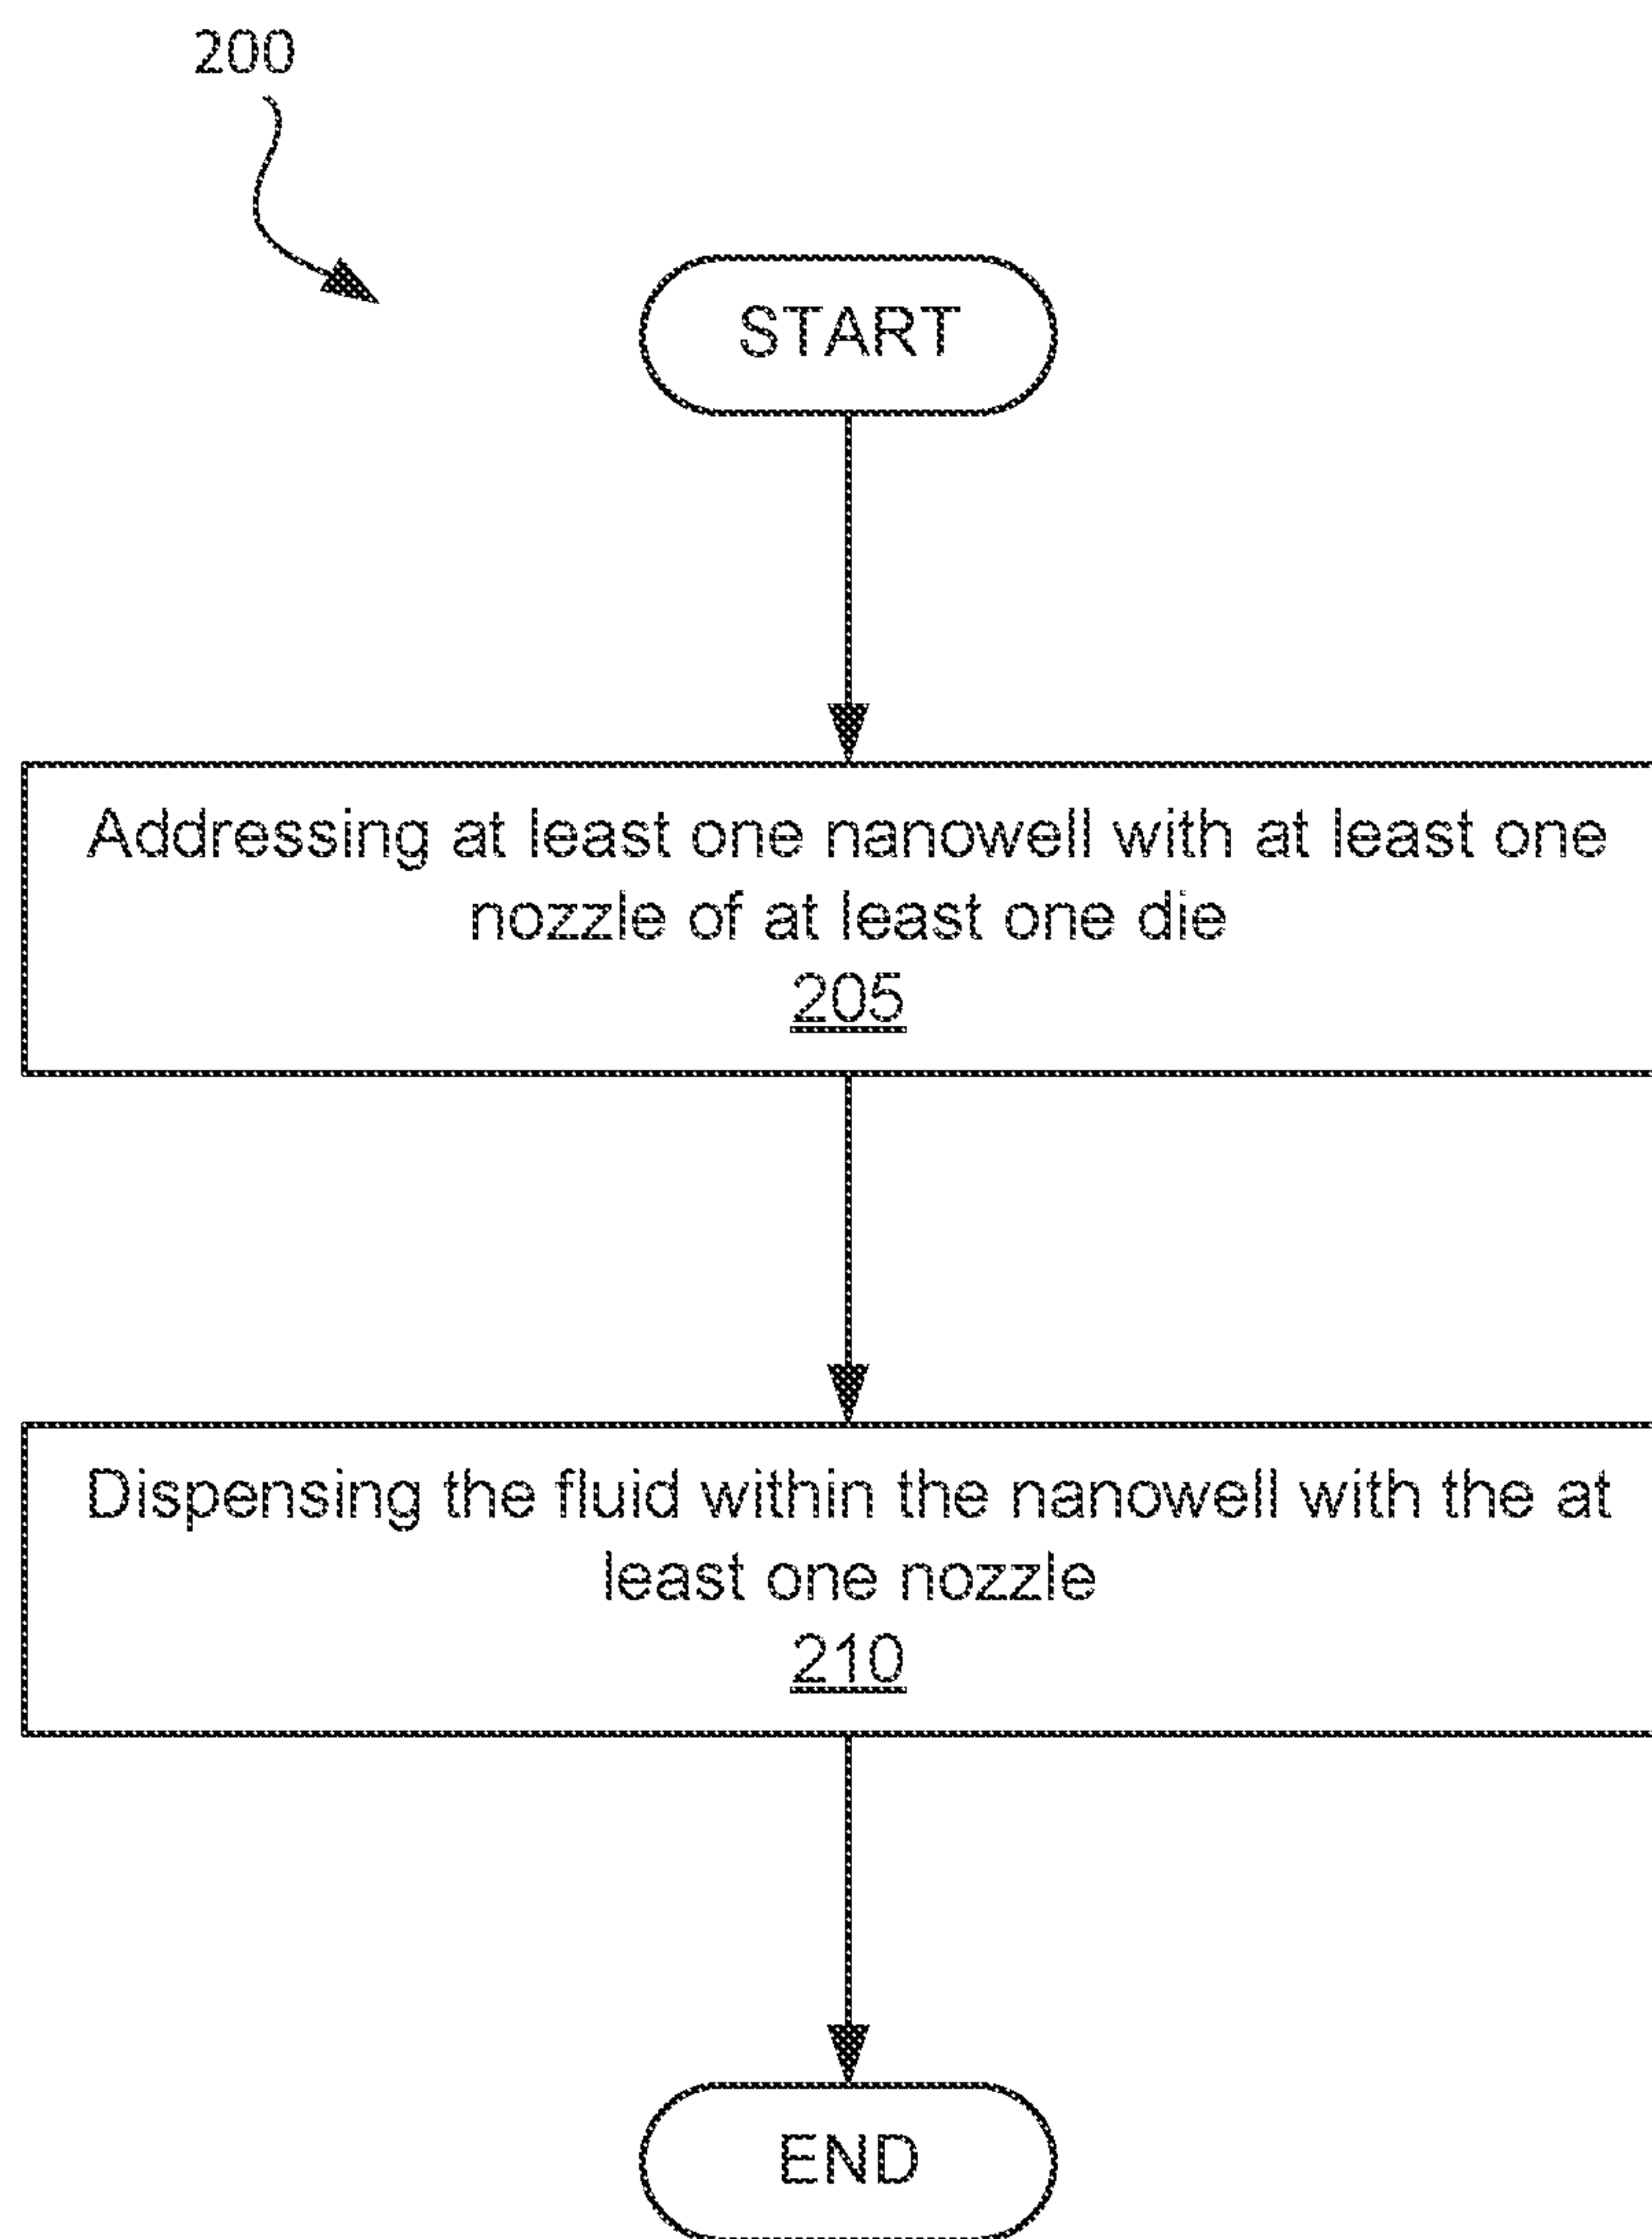 200
START
Addressing at least one nanowell with at least one
nozzle of at least one die
205
Dispensing the fluid within the nanowell with the at
least one nozzle
210
END